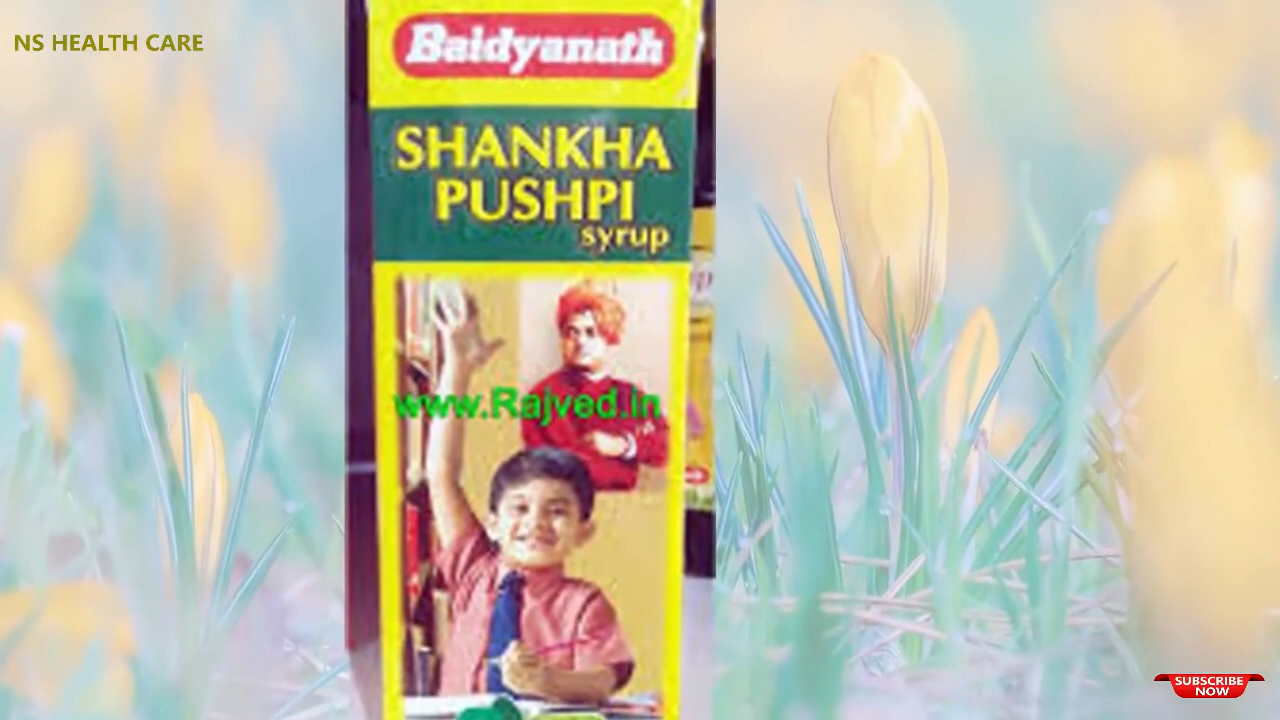 NS HEALTH CARE
Baidyanath
SHANKHA
PUSHPI
syrup
www.Rajved.in
SUBSCRIBE
NOW